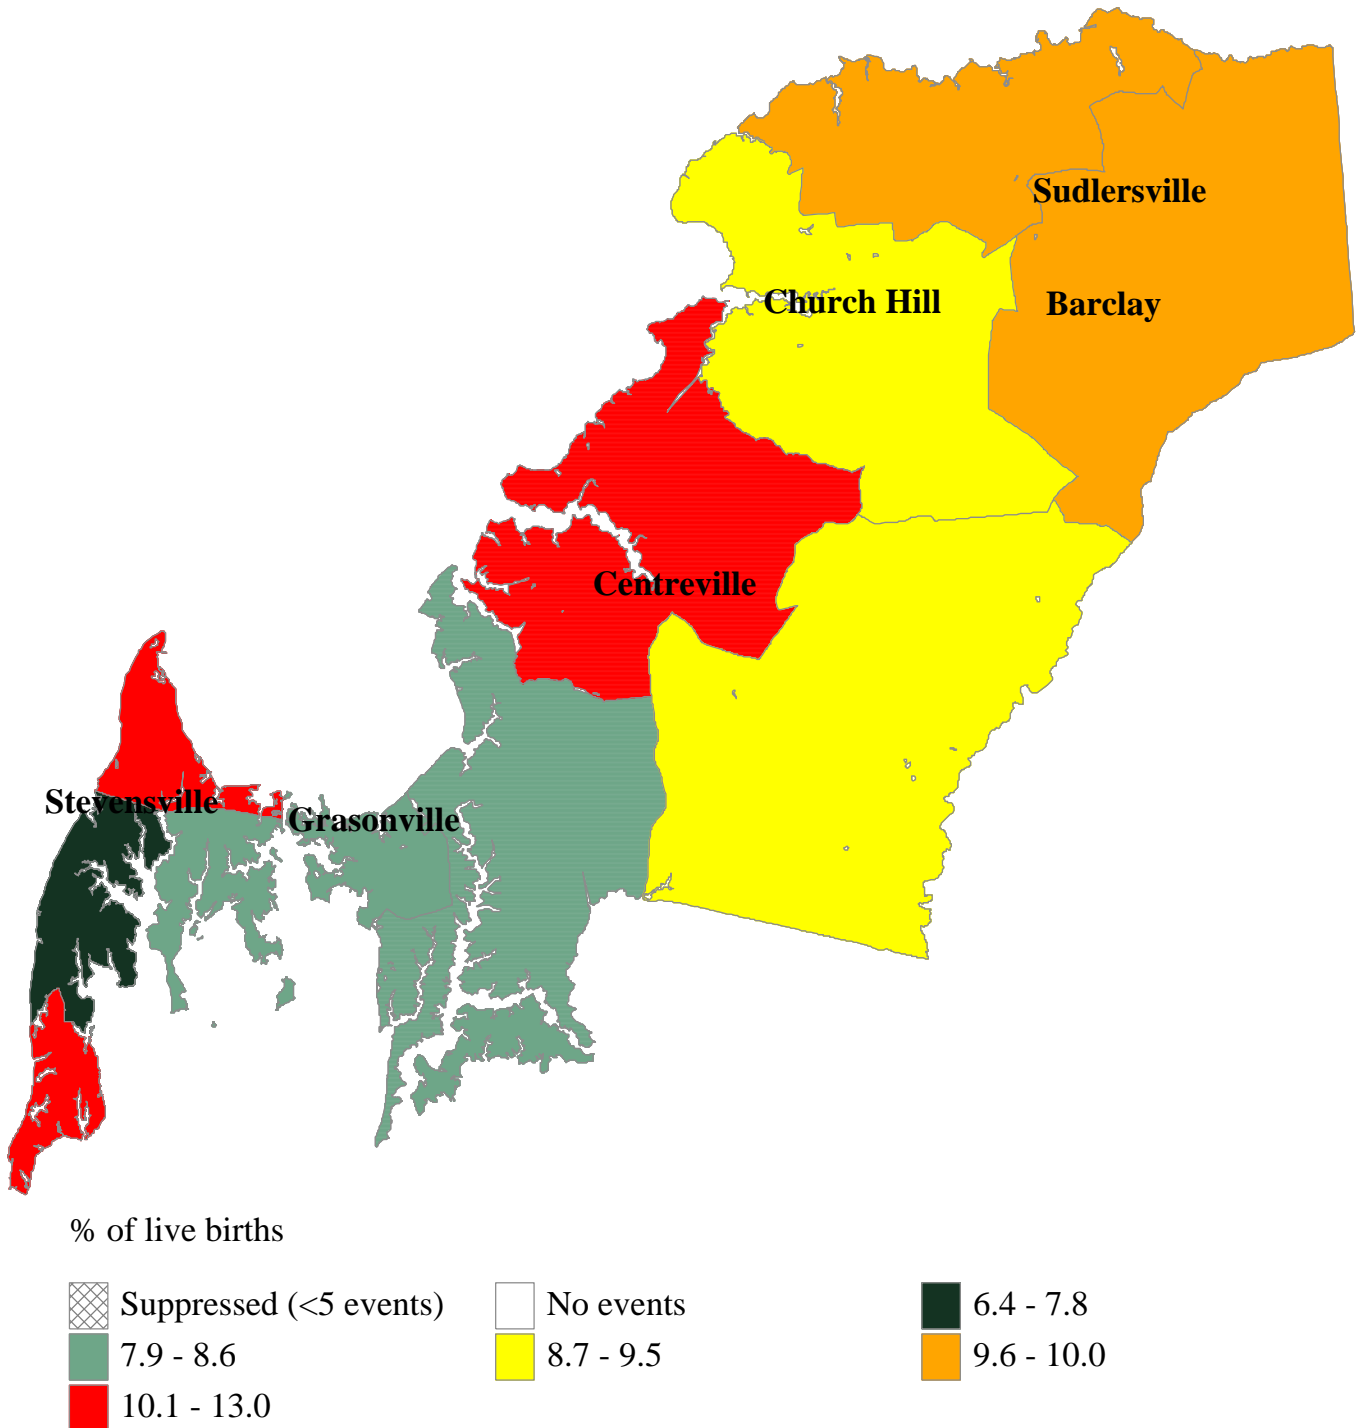 Sudlersville
Church Hill
Barclay
Centreville
Stevensville
Grasonville
% of live births
Suppressed (<5 events)
No events
6.4 - 7.8
7.9 - 8.6
8.7 - 9.5
9.6 - 10.0
10.1 - 13.0